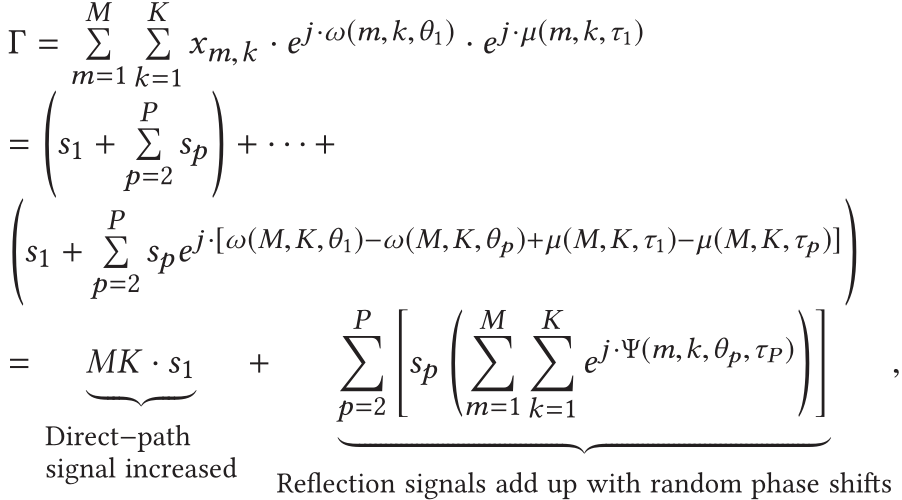 Γ = ∑_{m=1}^{M} ∑_{k=1}^{K} x_{m,k} · e^{j·ω(m,k,θ_1)} · e^{j·μ(m,k,τ_1)}
= ( s_1 + ∑_{p=2}^{P} s_p ) + · · · +
( s_1 + ∑_{p=2}^{P} s_p e^{j·[ω(M,K,θ_1)−ω(M,K,θ_p)+μ(M,K,τ_1)−μ(M,K,τ_p)]} )
= MK · s_1 + ∑_{p=2}^{P} [ s_p ( ∑_{m=1}^{M} ∑_{k=1}^{K} e^{j·Ψ(m,k,θ_p,τ_P)} ) ] ,
Direct−path
signal increased
Reflection signals add up with random phase shifts